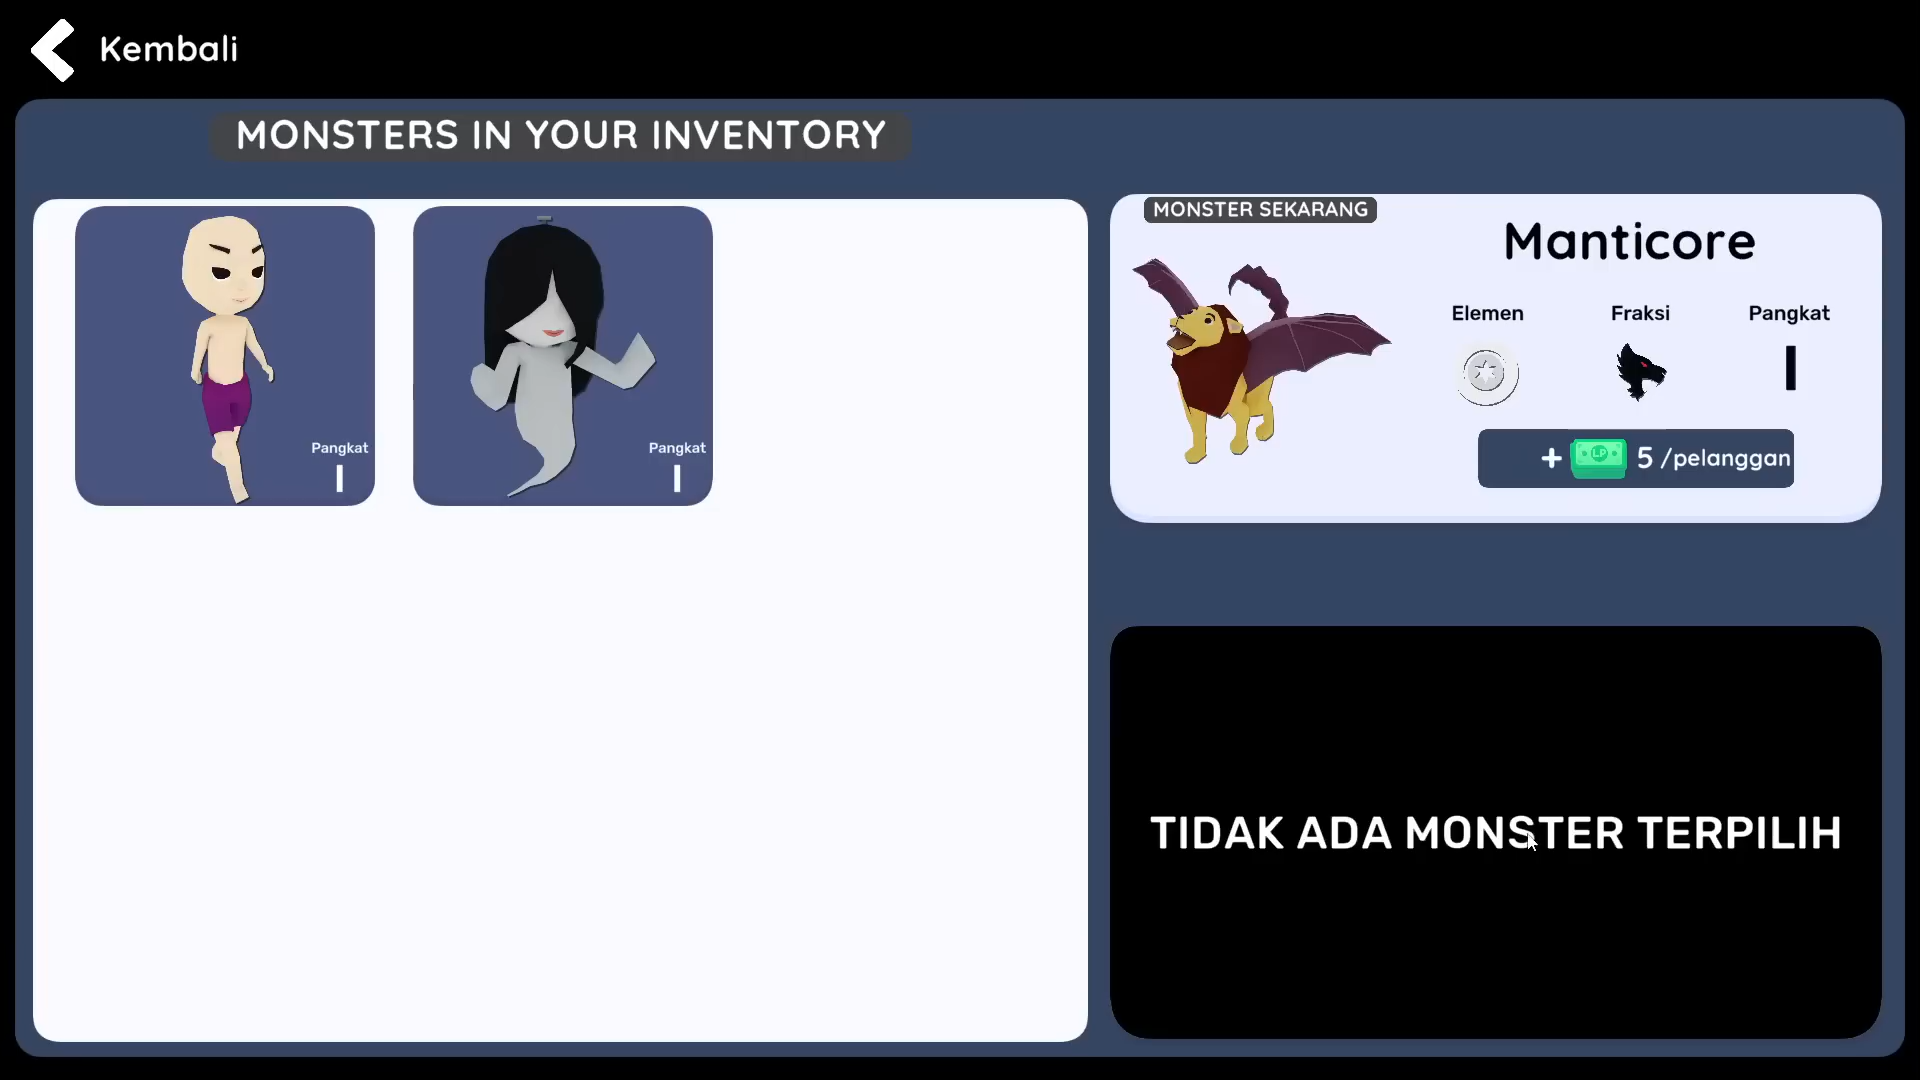 Kembali
MONSTERS IN YOUR INVENTORY
Pangkat
I
Pangkat
I
MONSTER SEKARANG
Manticore
Elemen
Fraksi
Pangkat
I
+ LP 5 /pelanggan
TIDAK ADA MONSTER TERPILIH